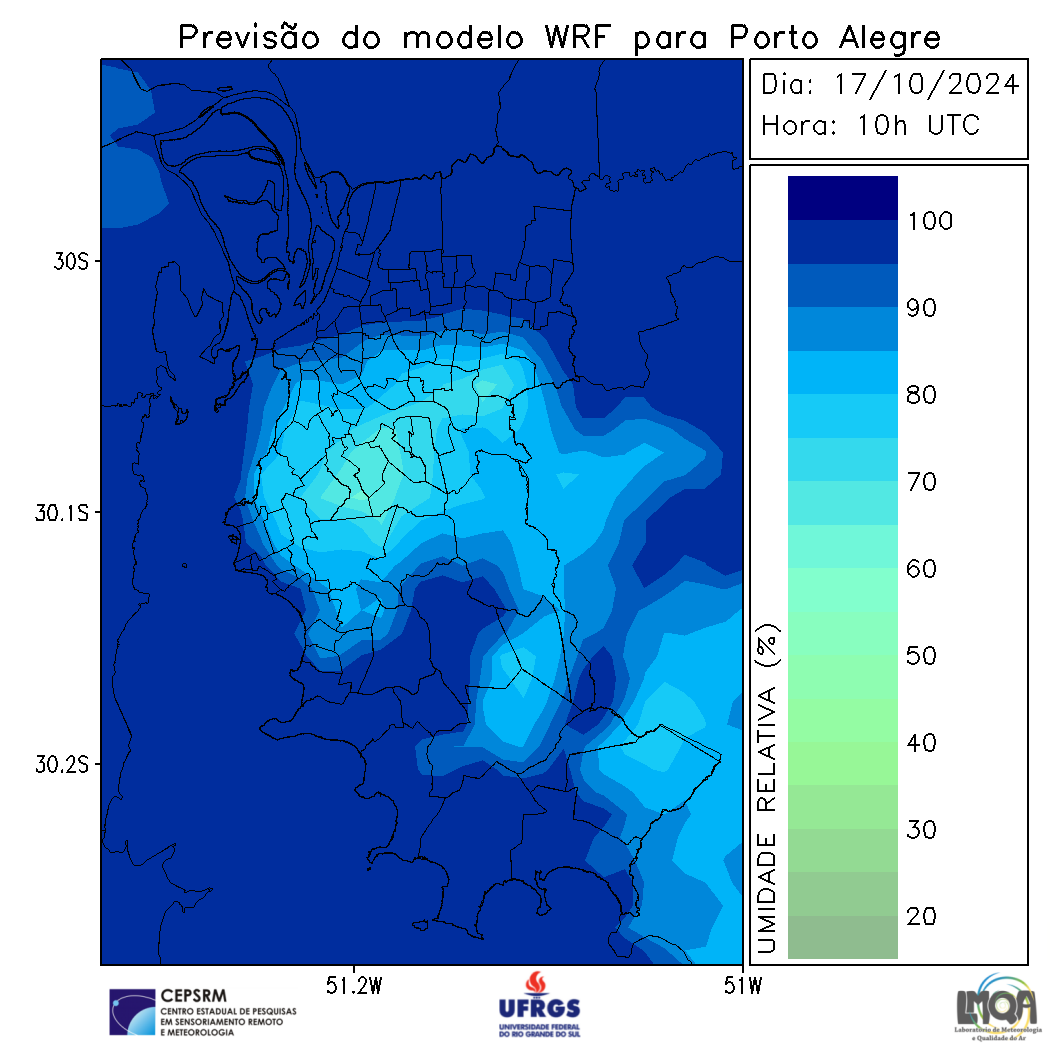 Previsão do modelo WRF para Porto Alegre
Dia: 17/10/2024
Hora: 10h UTC
30S
30.1S
30.2S
51.2W
51W
UMIDADE RELATIVA (%)
100
90
80
70
60
50
40
30
20
CEPSRM
CENTRO ESTADUAL DE PESQUISAS
EM SENSORIAMENTO REMOTO
E METEOROLOGIA
UFRGS
UNIVERSIDADE FEDERAL
DO RIO GRANDE DO SUL
LMQA
Laboratório de Meteorologia
e Qualidade do Ar